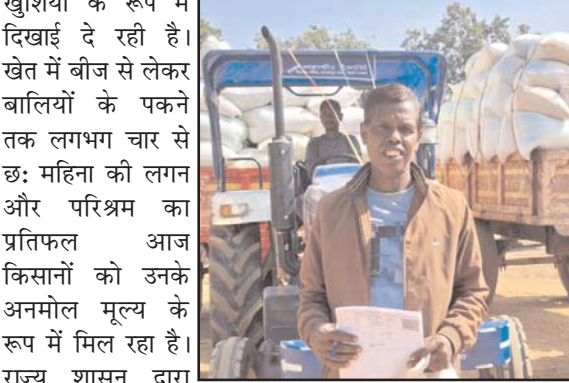 खुशियों के रूप में
दिखाई दे रही है।
खेत में बीज से लेकर
बालियों के पकने
तक लगभग चार से
छः महिना की लगन
और परिश्रम का
प्रतिफल आज
किसानों को उनके
अनमोल मूल्य के
रूप में मिल रहा है।
राज्य शासन द्वारा